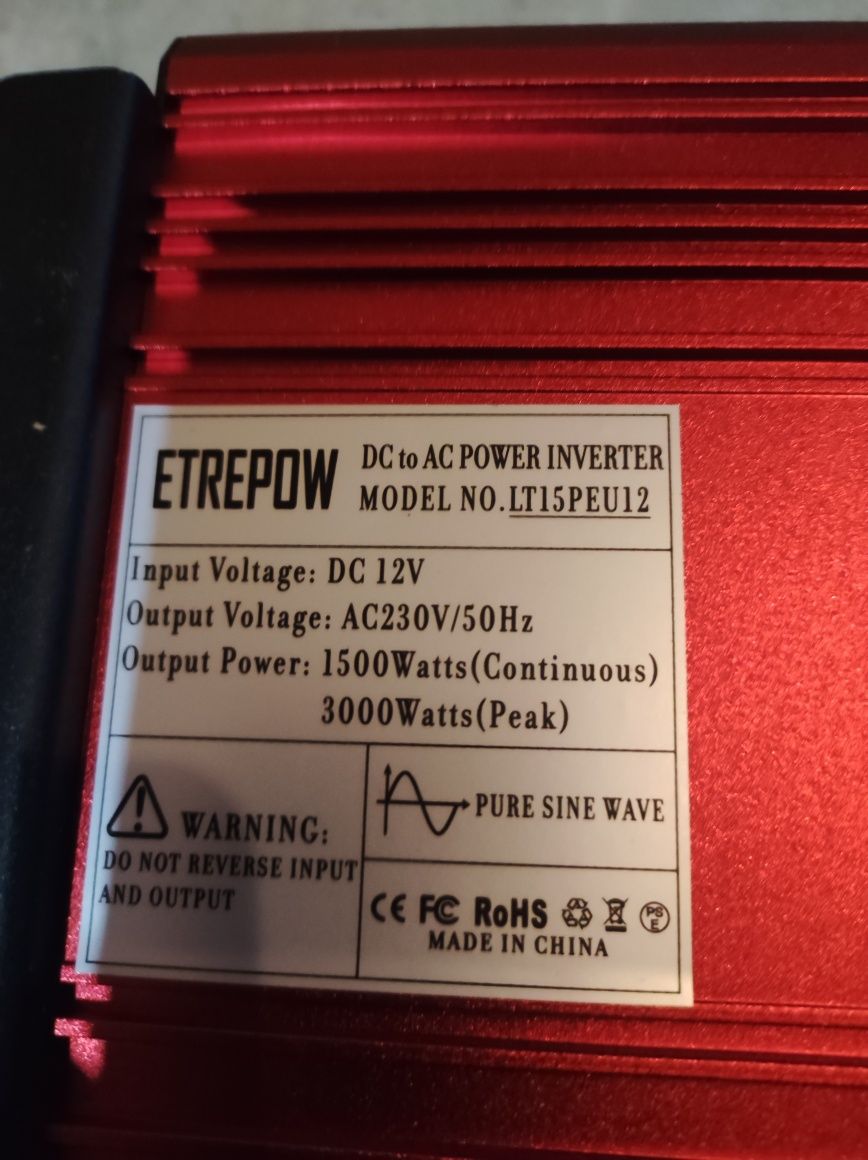 ETREPOW
DC to AC POWER INVERTER
MODEL NO.LT15PEU12
Input Voltage: DC 12V
Output Voltage: AC230V/50Hz
Output Power: 1500Watts(Continuous)
3000Watts(Peak)
WARNING:
DO NOT REVERSE INPUT
AND OUTPUT
PURE SINE WAVE
CE FC RoHS PSE
MADE IN CHINA